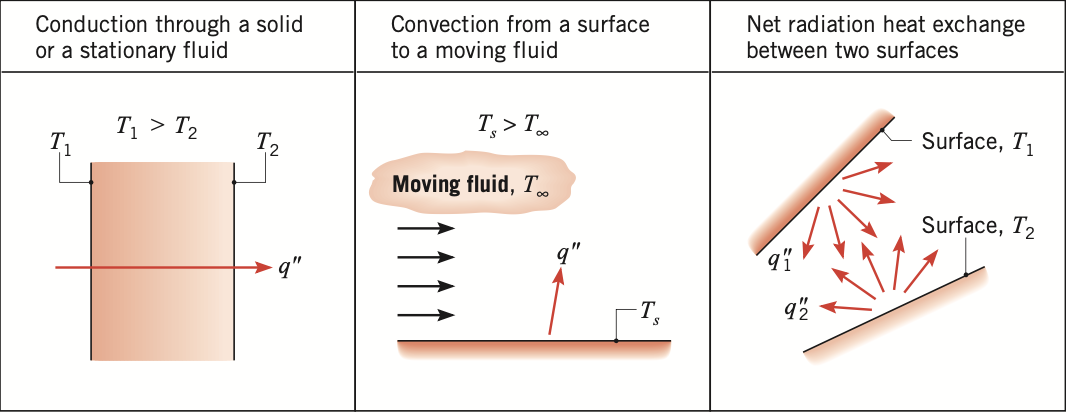 Conduction through a solid
or a stationary fluid
T₁ > T₂
T₁
T₂
q″
Convection from a surface
to a moving fluid
Tₛ > T∞
Moving fluid, T∞
q″
Tₛ
Net radiation heat exchange
between two surfaces
Surface, T₁
Surface, T₂
q″₁
q″₂